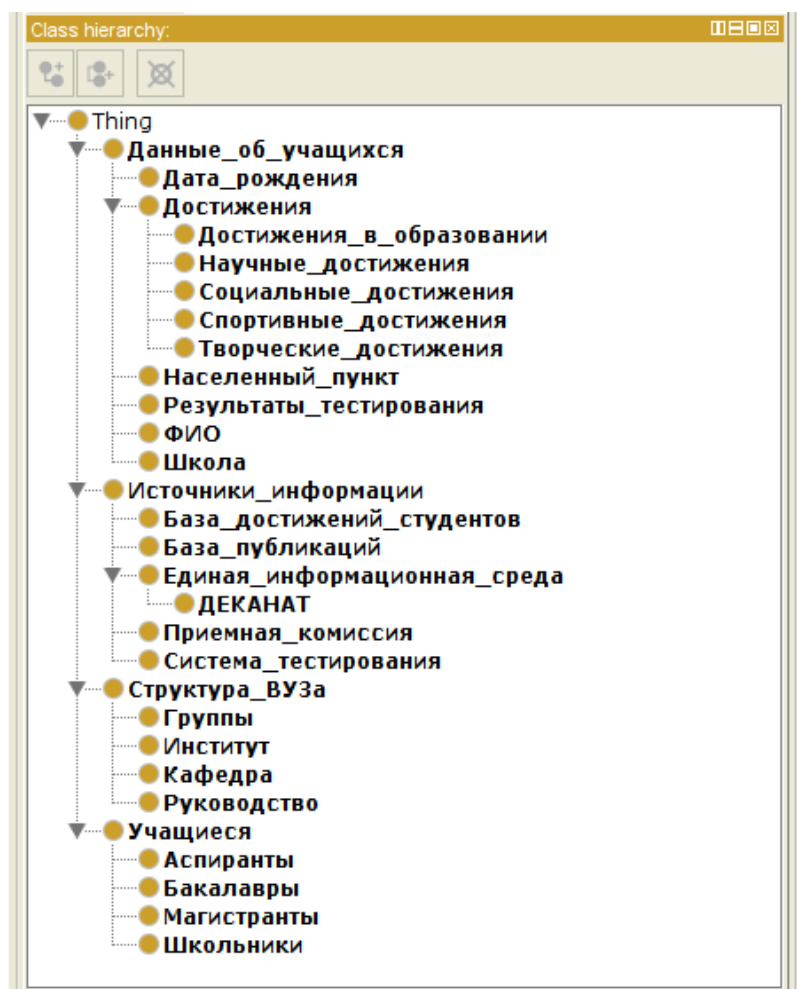 Class hierarchy:
Thing
Данные_об_учащихся
Дата_рождения
Достижения
Достижения_в_образовании
Научные_достижения
Социальные_достижения
Спортивные_достижения
Творческие_достижения
Населенный_пункт
Результаты_тестирования
ФИО
Школа
Источники_информации
База_достижений_студентов
База_публикаций
Единая_информационная_среда
ДЕКАНАТ
Приемная_комиссия
Система_тестирования
Структура_ВУЗа
Группы
Институт
Кафедра
Руководство
Учащиеся
Аспиранты
Бакалавры
Магистранты
Школьники